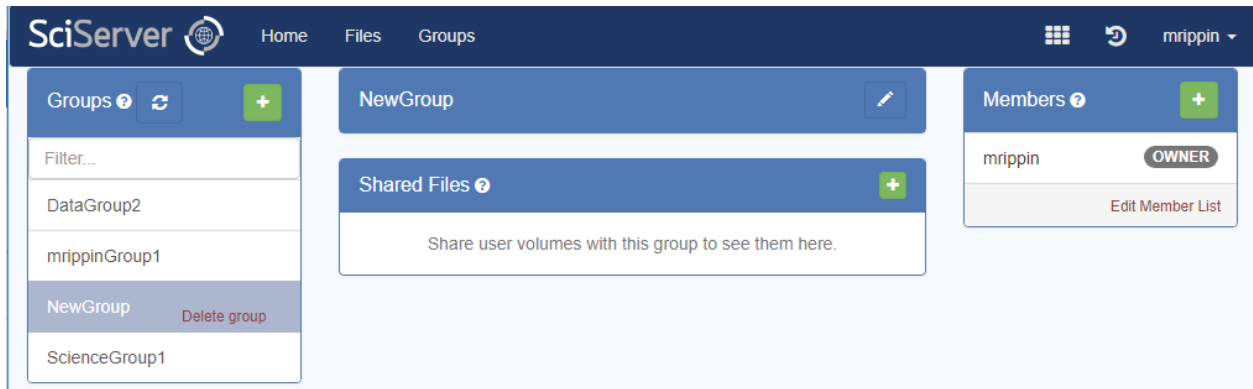 SciServer Home Files Groups mrippin
Groups
Filter...
DataGroup2
mrippinGroup1
NewGroup Delete group
ScienceGroup1
NewGroup
Shared Files
Share user volumes with this group to see them here.
Members
mrippin OWNER
Edit Member List